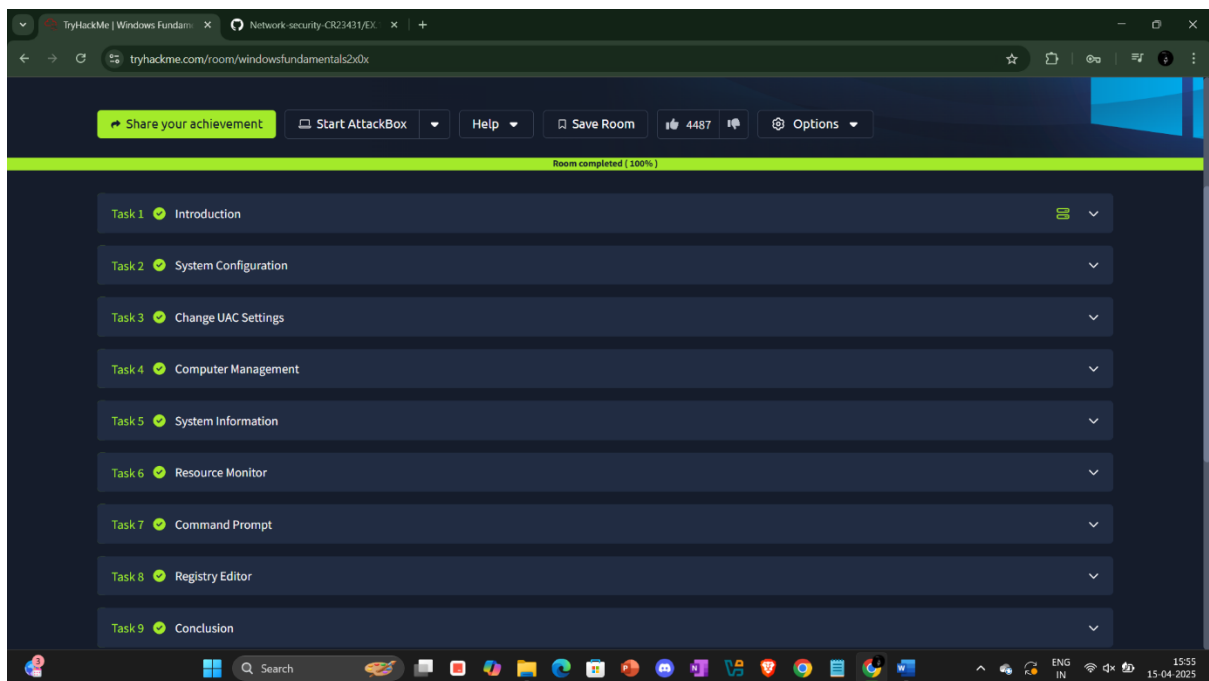 TryHackMe | Windows Fundam
Network-security-CR23431/EX
tryhackme.com/room/windowsfundamentals2x0x
Share your achievement
Start AttackBox
Help
Save Room
4487
Options
Room completed ( 100% )
Task 1 Introduction
Task 2 System Configuration
Task 3 Change UAC Settings
Task 4 Computer Management
Task 5 System Information
Task 6 Resource Monitor
Task 7 Command Prompt
Task 8 Registry Editor
Task 9 Conclusion
3
Search
ENG
IN
15:55
15-04-2025